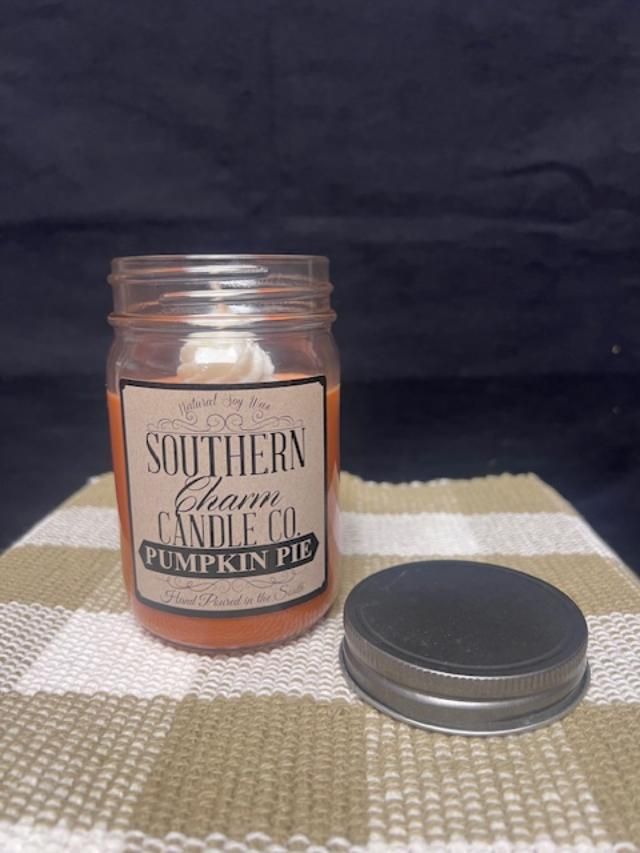 Natural Soy Wax
SOUTHERN
Charm
CANDLE CO.
PUMPKIN PIE
Hand Poured in the South